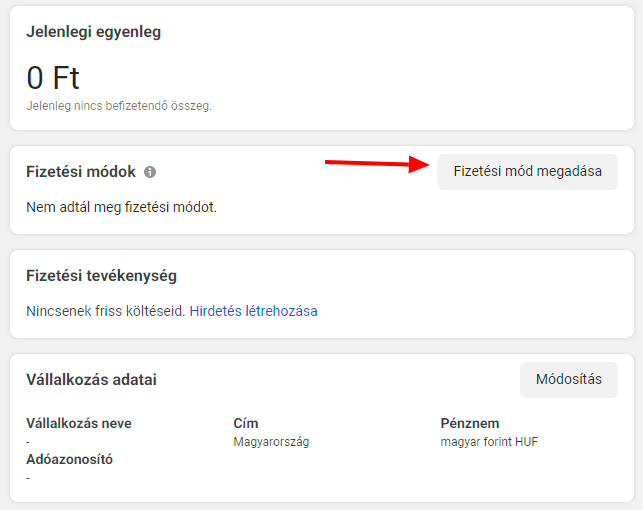 Jelenlegi egyenleg
0 Ft
Jelenleg nincs befizetendő összeg.
Fizetési módok
Fizetési mód megadása
Nem adtál meg fizetési módot.
Fizetési tevékenység
Nincsenek friss költéseid. Hirdetés létrehozása
Vállalkozás adatai
Módosítás
Vállalkozás neve
-
Adóazonosító
-
Cím
Magyarország
Pénznem
magyar forint HUF